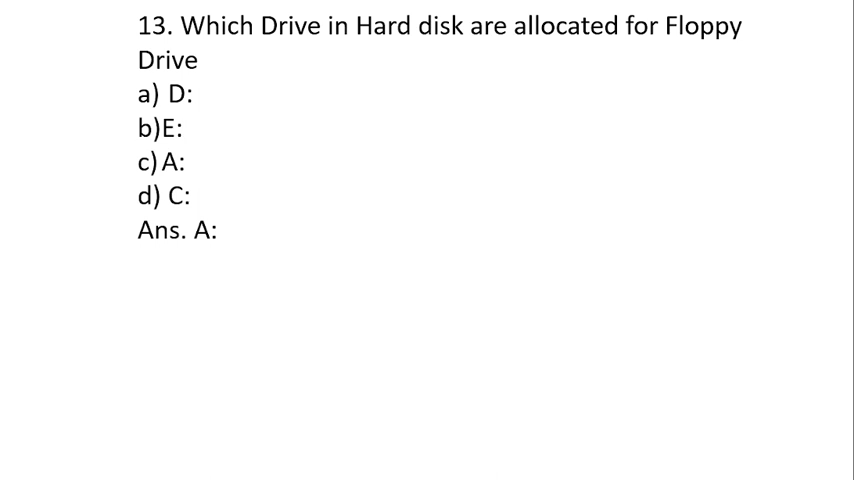 13. Which Drive in Hard disk are allocated for Floppy
Drive
a) D:
b)E:
c) A:
d) C:
Ans. A: